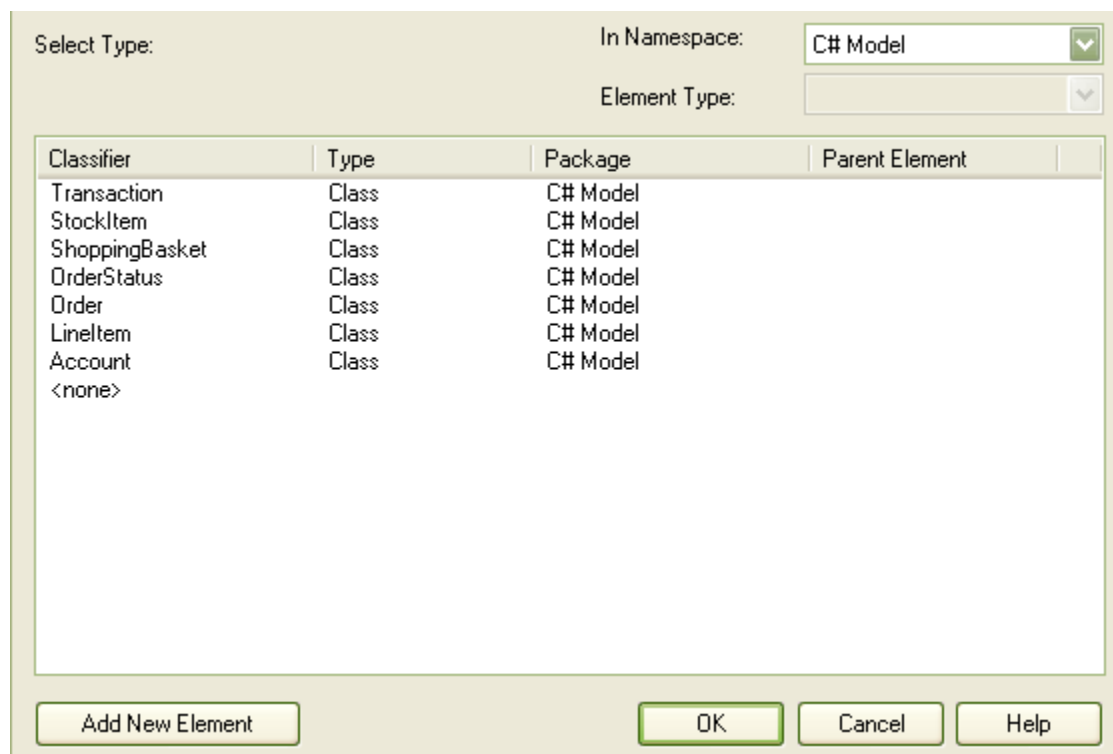 Select Type: In Namespace: C# Model
Element Type:
Classifier Type Package Parent Element
Transaction Class C# Model
StockItem Class C# Model
ShoppingBasket Class C# Model
OrderStatus Class C# Model
Order Class C# Model
LineItem Class C# Model
Account Class C# Model
<none>
Add New Element OK Cancel Help